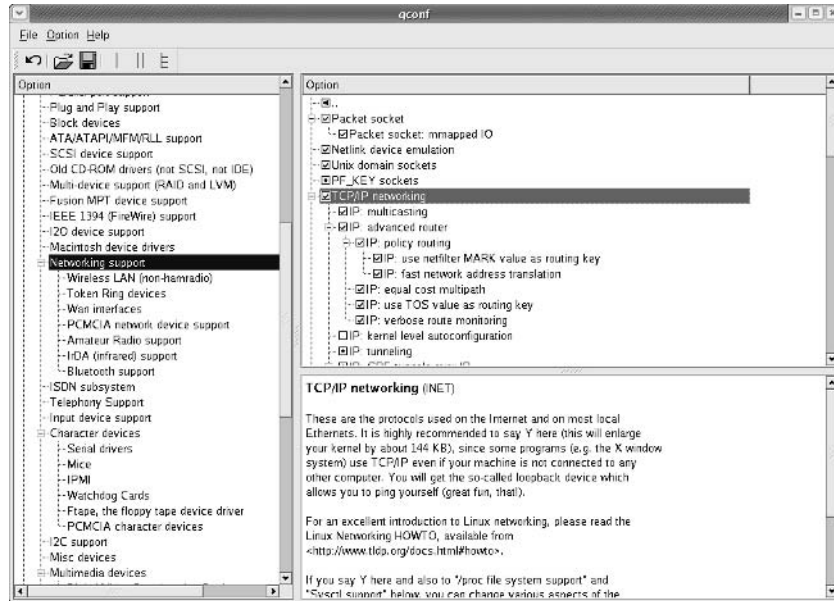 qconf
File Option Help
Option
Plug and Play support
Block devices
ATA/ATAPI/MFM/RLL support
SCSI device support
Old CD-ROM drivers (not SCSI, not IDE)
Multi-device support (RAID and LVM)
Fusion MPT device support
IEEE 1394 (FireWire) support
I2O device support
Macintosh device drivers
Networking support
Wireless LAN (non-hamradio)
Token Ring devices
Wan interfaces
PCMCIA network device support
Amateur Radio support
IrDA (infrared) support
Bluetooth support
ISDN subsystem
Telephony Support
Input device support
Character devices
Serial drivers
Mice
IPMI
Watchdog Cards
Ftape, the floppy tape device driver
PCMCIA character devices
I2C support
Misc devices
Multimedia devices
Option
..
Packet socket
Packet socket: mmapped IO
Netlink device emulation
Unix domain sockets
PF_KEY sockets
TCP/IP networking
IP: multicasting
IP: advanced router
IP: policy routing
IP: use netfilter MARK value as routing key
IP: fast network address translation
IP: equal cost multipath
IP: use TOS value as routing key
IP: verbose route monitoring
IP: kernel level autoconfiguration
IP: tunneling
TCP/IP networking (INET)
These are the protocols used on the Internet and on most local
Ethernets. It is highly recommended to say Y here (this will enlarge
your kernel by about 144 KB), since some programs (e.g. the X window
system) use TCP/IP even if your machine is not connected to any
other computer. You will get the so-called loopback device which
allows you to ping yourself (great fun, that!).
For an excellent introduction to Linux networking, please read the
Linux Networking HOWTO, available from
<http://www.tldp.org/docs.html#howto>.
If you say Y here and also to "/proc file system support" and
"Sysctl support" below, you can change various aspects of the